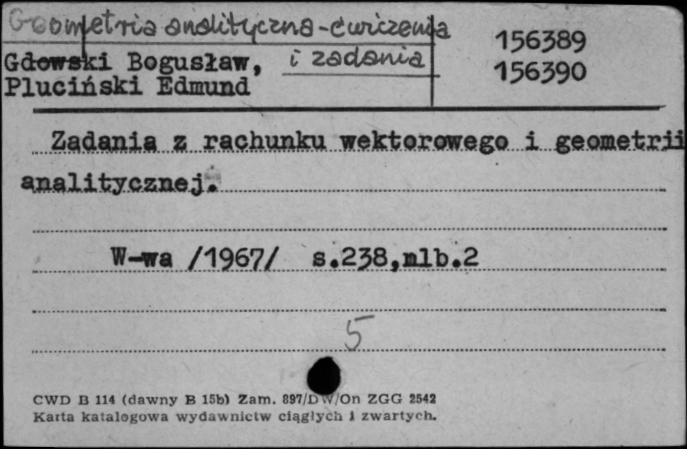 Geometria analityczna-ćwiczenia
i zadania
156389
156390
Gdowski Bogusław,
Pluciński Edmund
Zadania z rachunku wektorowego i geometrii
analitycznej.
W-wa /1967/ s.238,nlb.2
5
CWD B 114 (dawny B 15b) Zam. 897/DW/On ZGG 2542
Karta katalogowa wydawnictw ciągłych i zwartych.